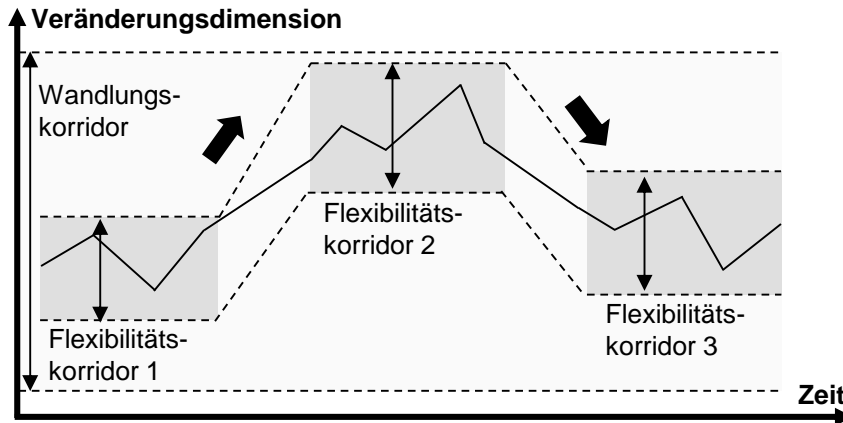 Veränderungsdimension
Wandlungs-
korridor
Flexibilitäts-
korridor 1
Flexibilitäts-
korridor 2
Flexibilitäts-
korridor 3
Zeit